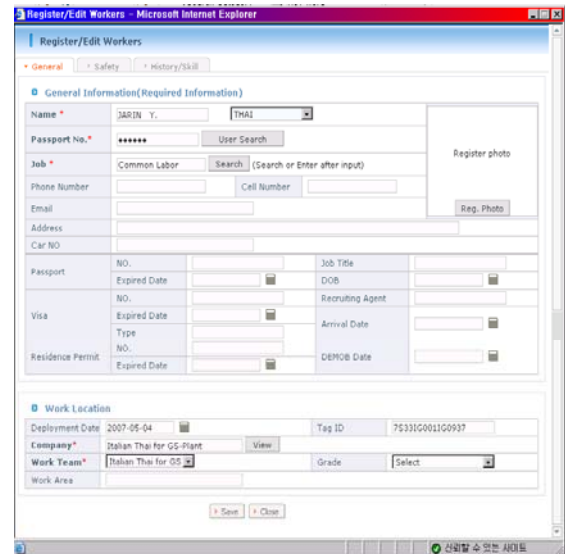 Register/Edit Workers - Microsoft Internet Explorer
Register/Edit Workers
General Safety History/Skill
General Information(Required Information)
Name * JARIN Y. THAI
Passport No.* ****** User Search
Register photo
Job * Common Labor Search (Search or Enter after input)
Phone Number Cell Number
Email Reg. Photo
Address
Car NO
Passport NO. Job Title
Expired Date DOB
Visa NO. Recruiting Agent
Expired Date Arrival Date
Type
Residence Permit NO. DEMOB Date
Expired Date
Work Location
Deployment Date 2007-05-04 Tag ID 7S33IG001IG0937
Company* Italian Thai for GS-Plant View
Work Team* Italian Thai for GS Grade Select
Work Area
Save Close
신뢰할 수 있는 사이트